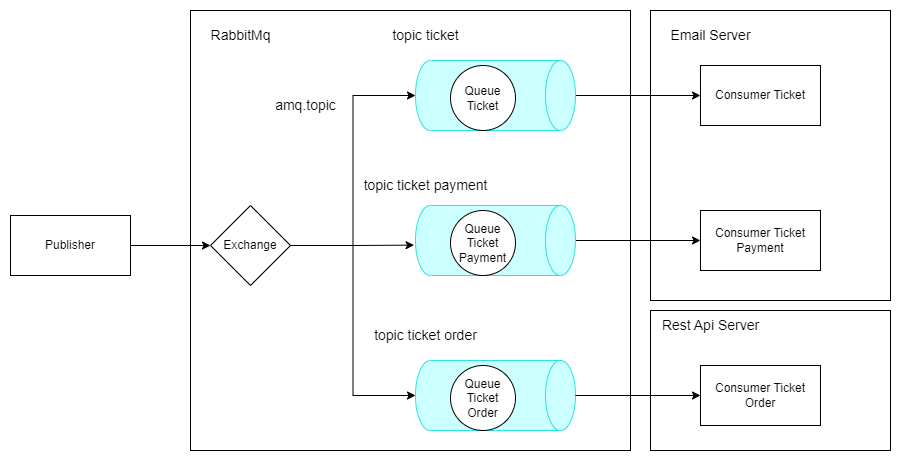 RabbitMq
topic ticket
Email Server
Queue
Ticket
Consumer Ticket
amq.topic
topic ticket payment
Publisher
Exchange
Queue
Ticket
Payment
Consumer Ticket
Payment
Rest Api Server
topic ticket order
Queue
Ticket
Order
Consumer Ticket
Order